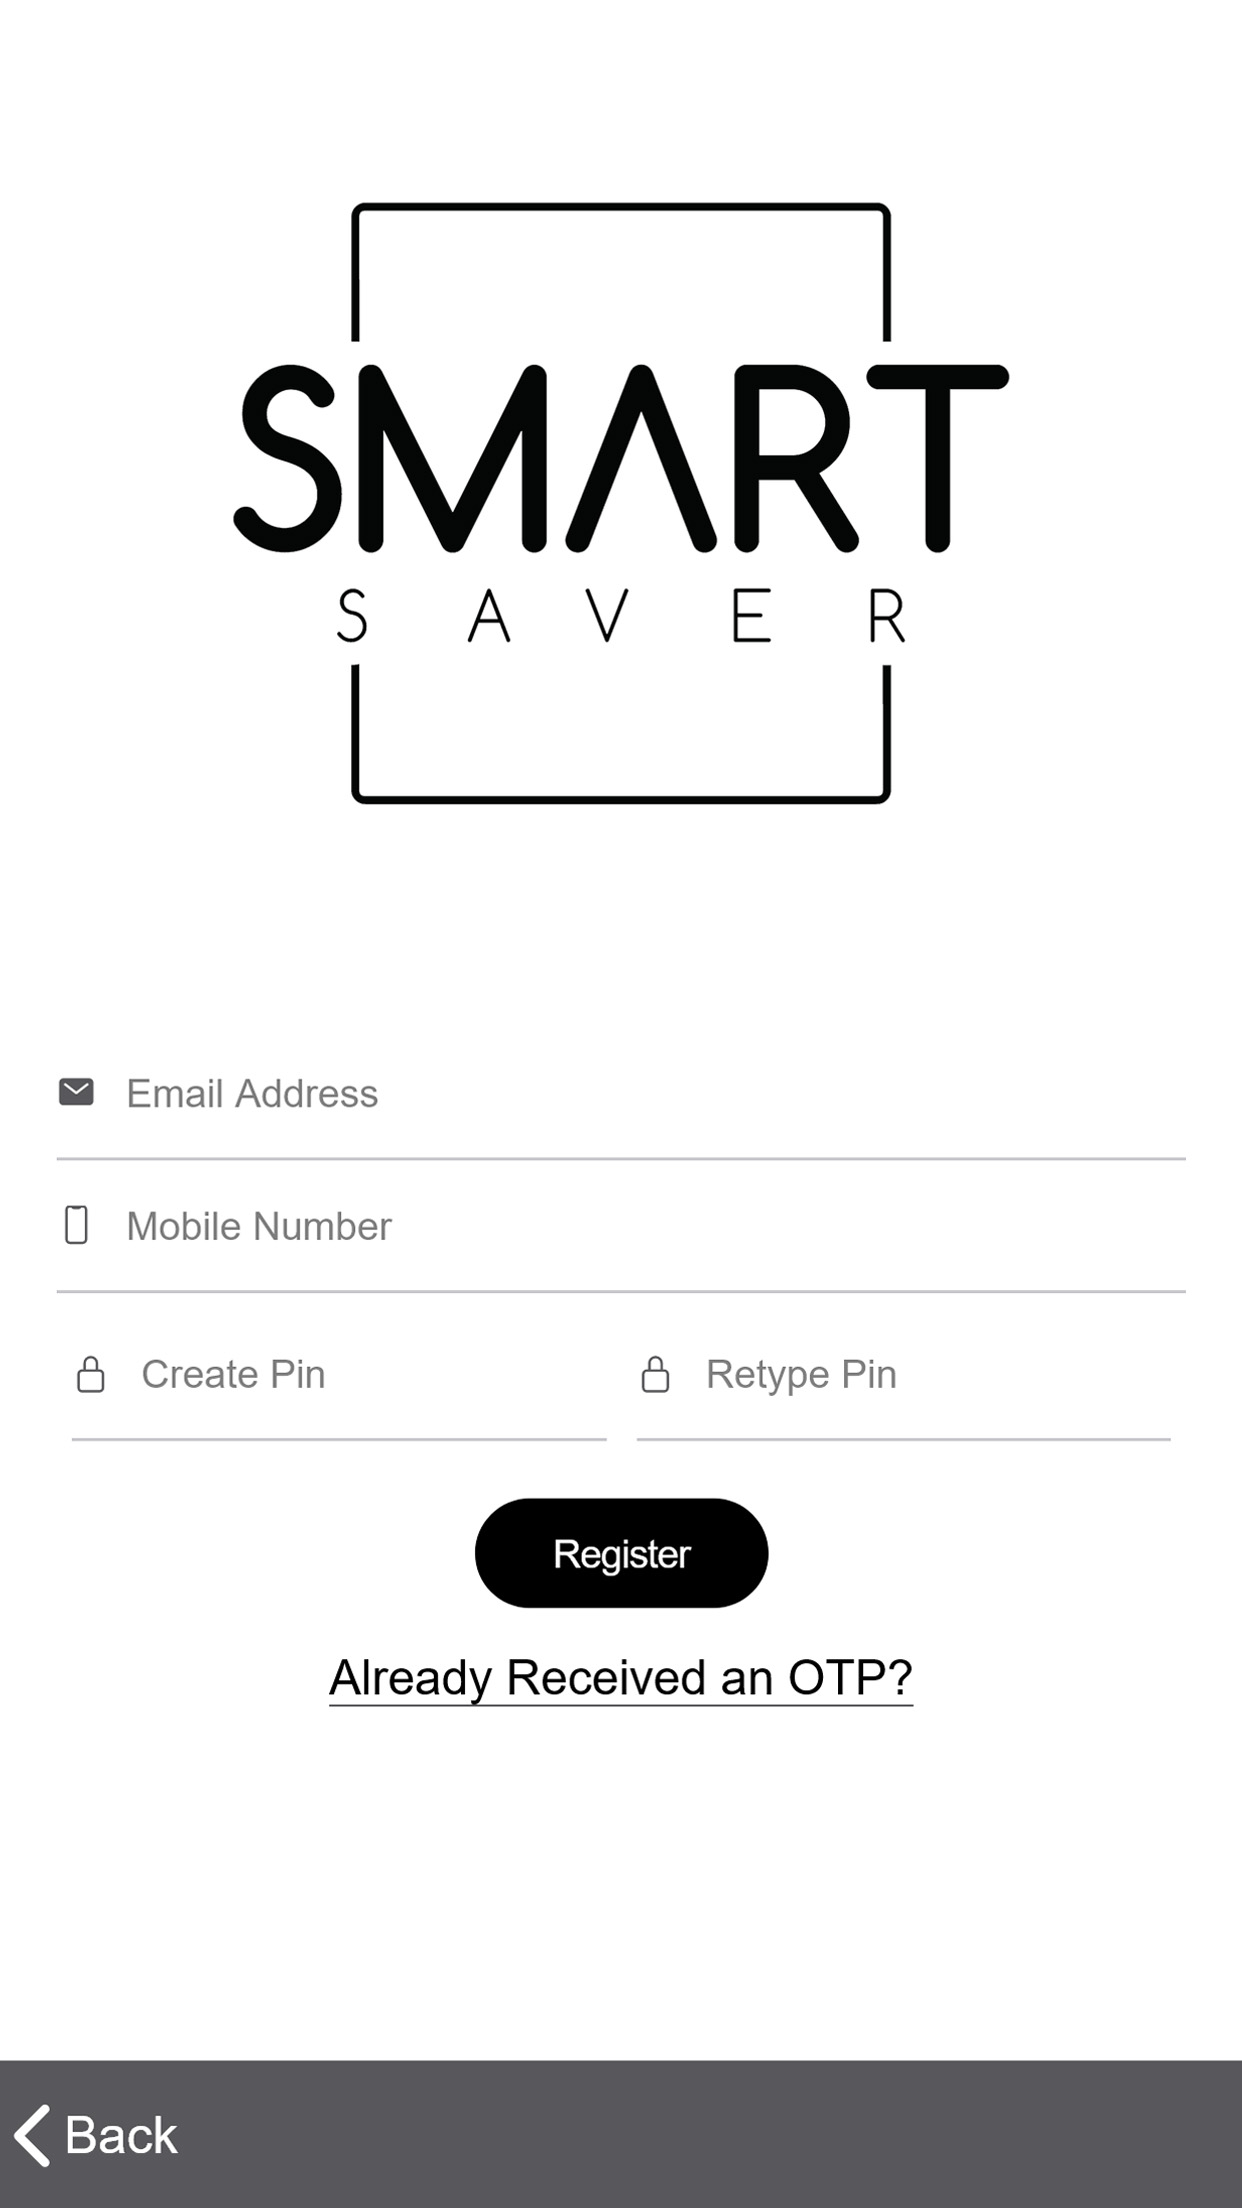 SMART
SAVER
Email Address
Mobile Number
Create Pin Retype Pin
Register
Already Received an OTP?
Back